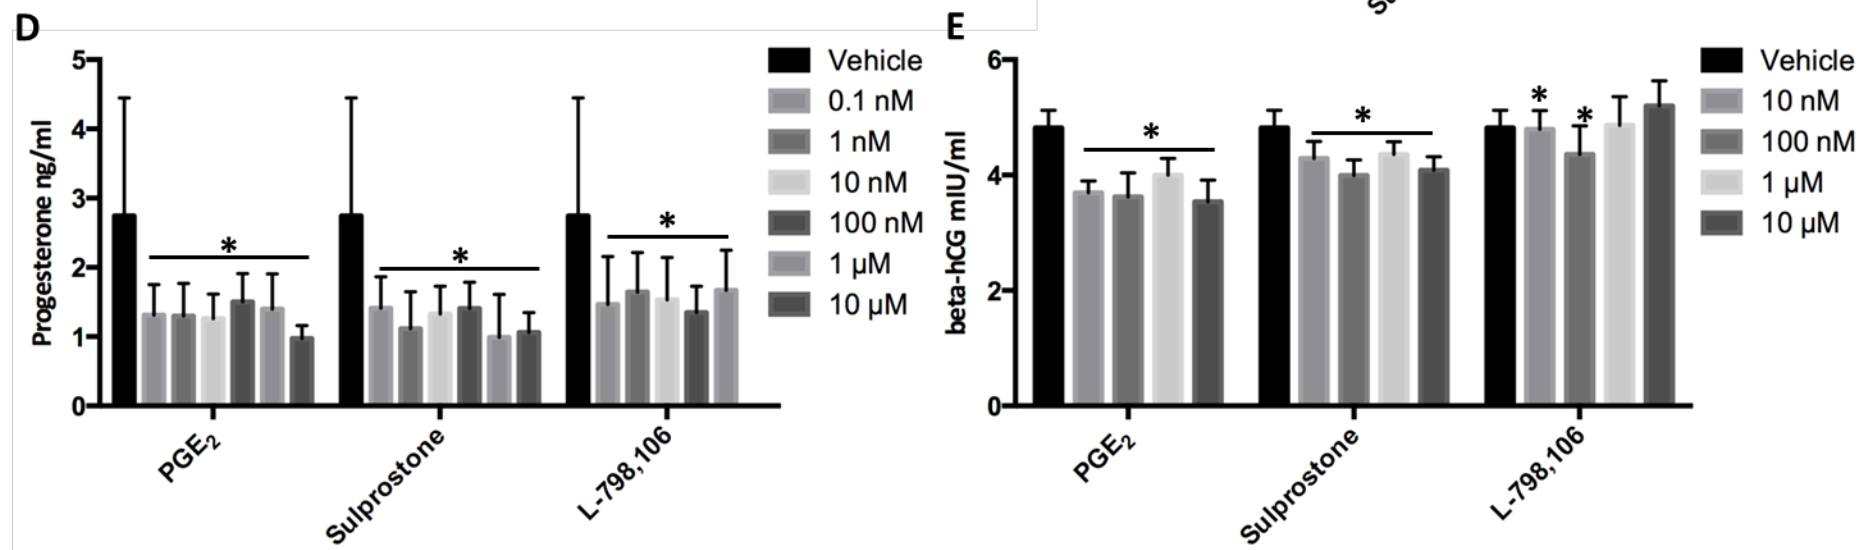 Su
D
5
4
3
2
1
0
Progesterone ng/ml
*
*
*
PGE₂
Sulprostone
L-798,106
Vehicle
0.1 nM
1 nM
10 nM
100 nM
1 µM
10 µM
E
6
4
2
0
beta-hCG mIU/ml
*
*
*
*
PGE₂
Sulprostone
L-798,106
Vehicle
10 nM
100 nM
1 µM
10 µM